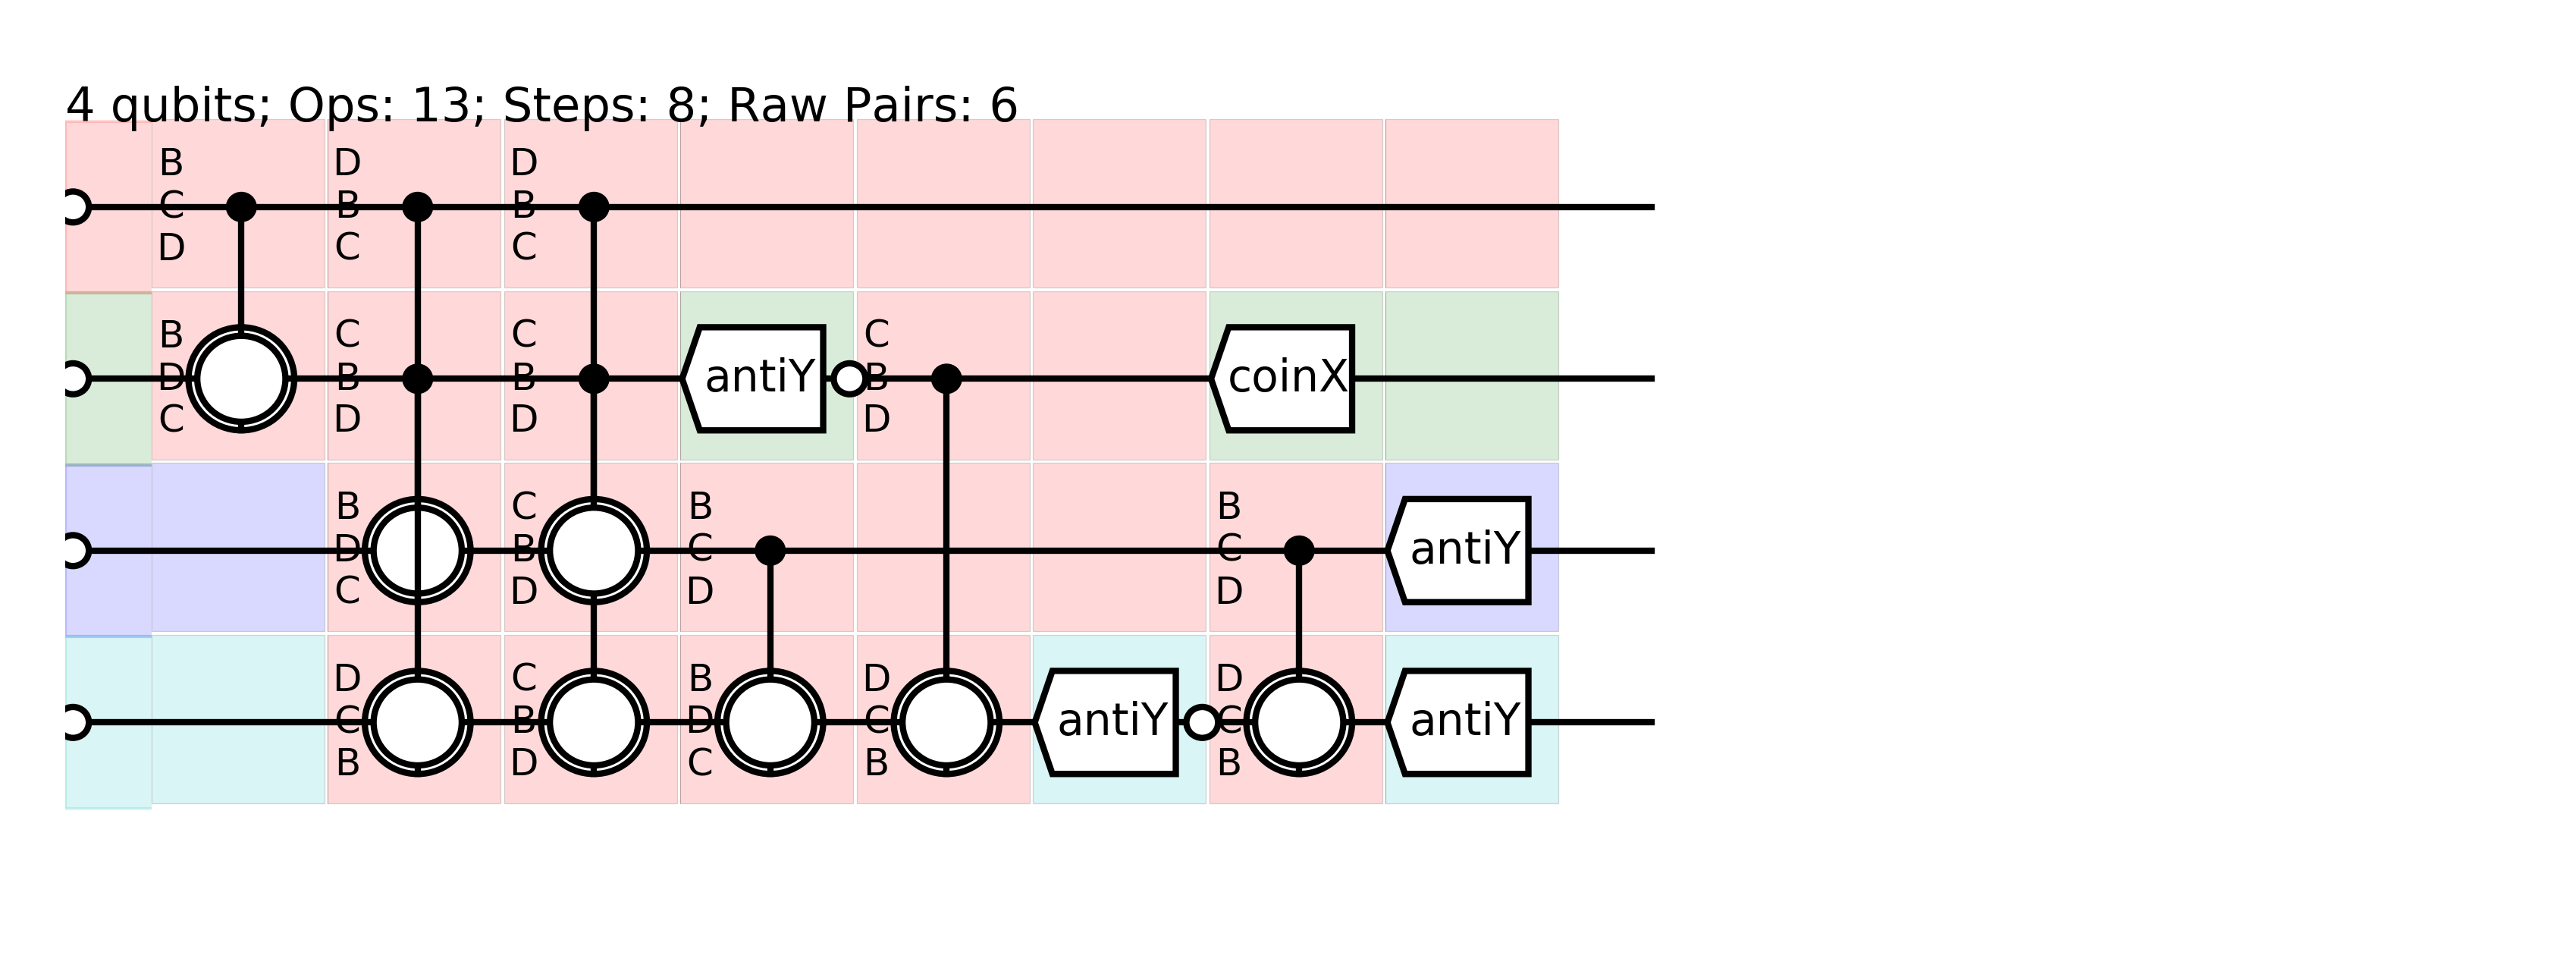 4 qubits; Ops: 13; Steps: 8; Raw Pairs: 6
B D D
C B B
D C C
B C C antiY C coinX
D B B B
C D D D
B C B B antiY
D B C C
C D D D
D C B D antiY D antiY
C B D C C
B D C B B